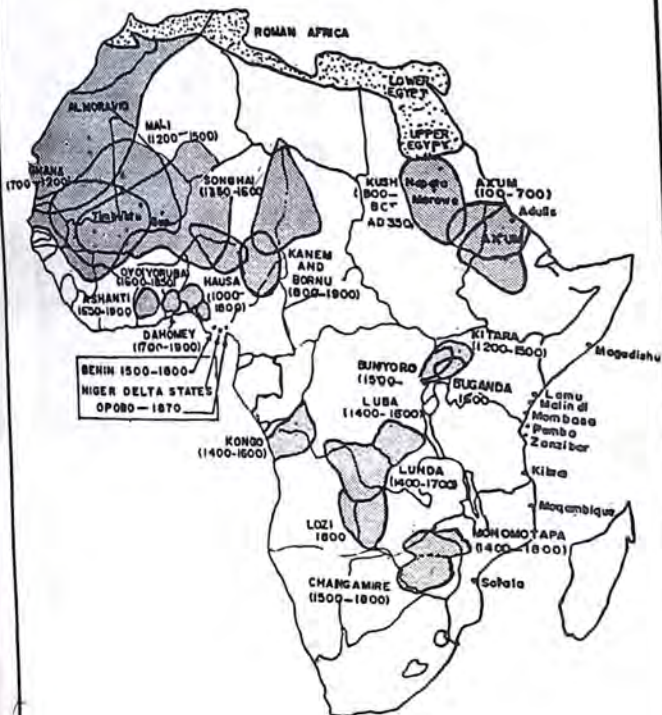 ROMAN AFRICA
LOWER
EGYPT
UPPER
EGYPT
ALMORAVID
MALI
(1200-1500)
GHANA
(700-1200)
Timbuktu
Gao
SONGHAI
(1350-1600)
KUSH
(800-
BCT
AD 350)
Napata
Merowe
AXUM
(100-700)
Adulis
AXUM
KANEM
AND
BORNU
(800-1900)
HAUSA
(1000-
1800)
OYO(YORUBA)
(1600-1850)
ASHANTI
(1650-1900)
DAHOMEY
(1700-1900)
BENIN 1500-1800
NIGER DELTA STATES
OPOBO-1870
KITARA
(1200-1500)
BUNYORO
(1500-
BUGANDA
1600
Mogadishu
Lamu
Malindi
Mombasa
Pemba
Zanzibar
Kilwa
LUBA
(1400-1600)
KONGO
(1400-1600)
LUNDA
(1400-1700)
Moçambique
LOZI
1800
MONOMOTAPA
(1400-1800)
CHANGAMIRE
(1500-1800)
Sofala